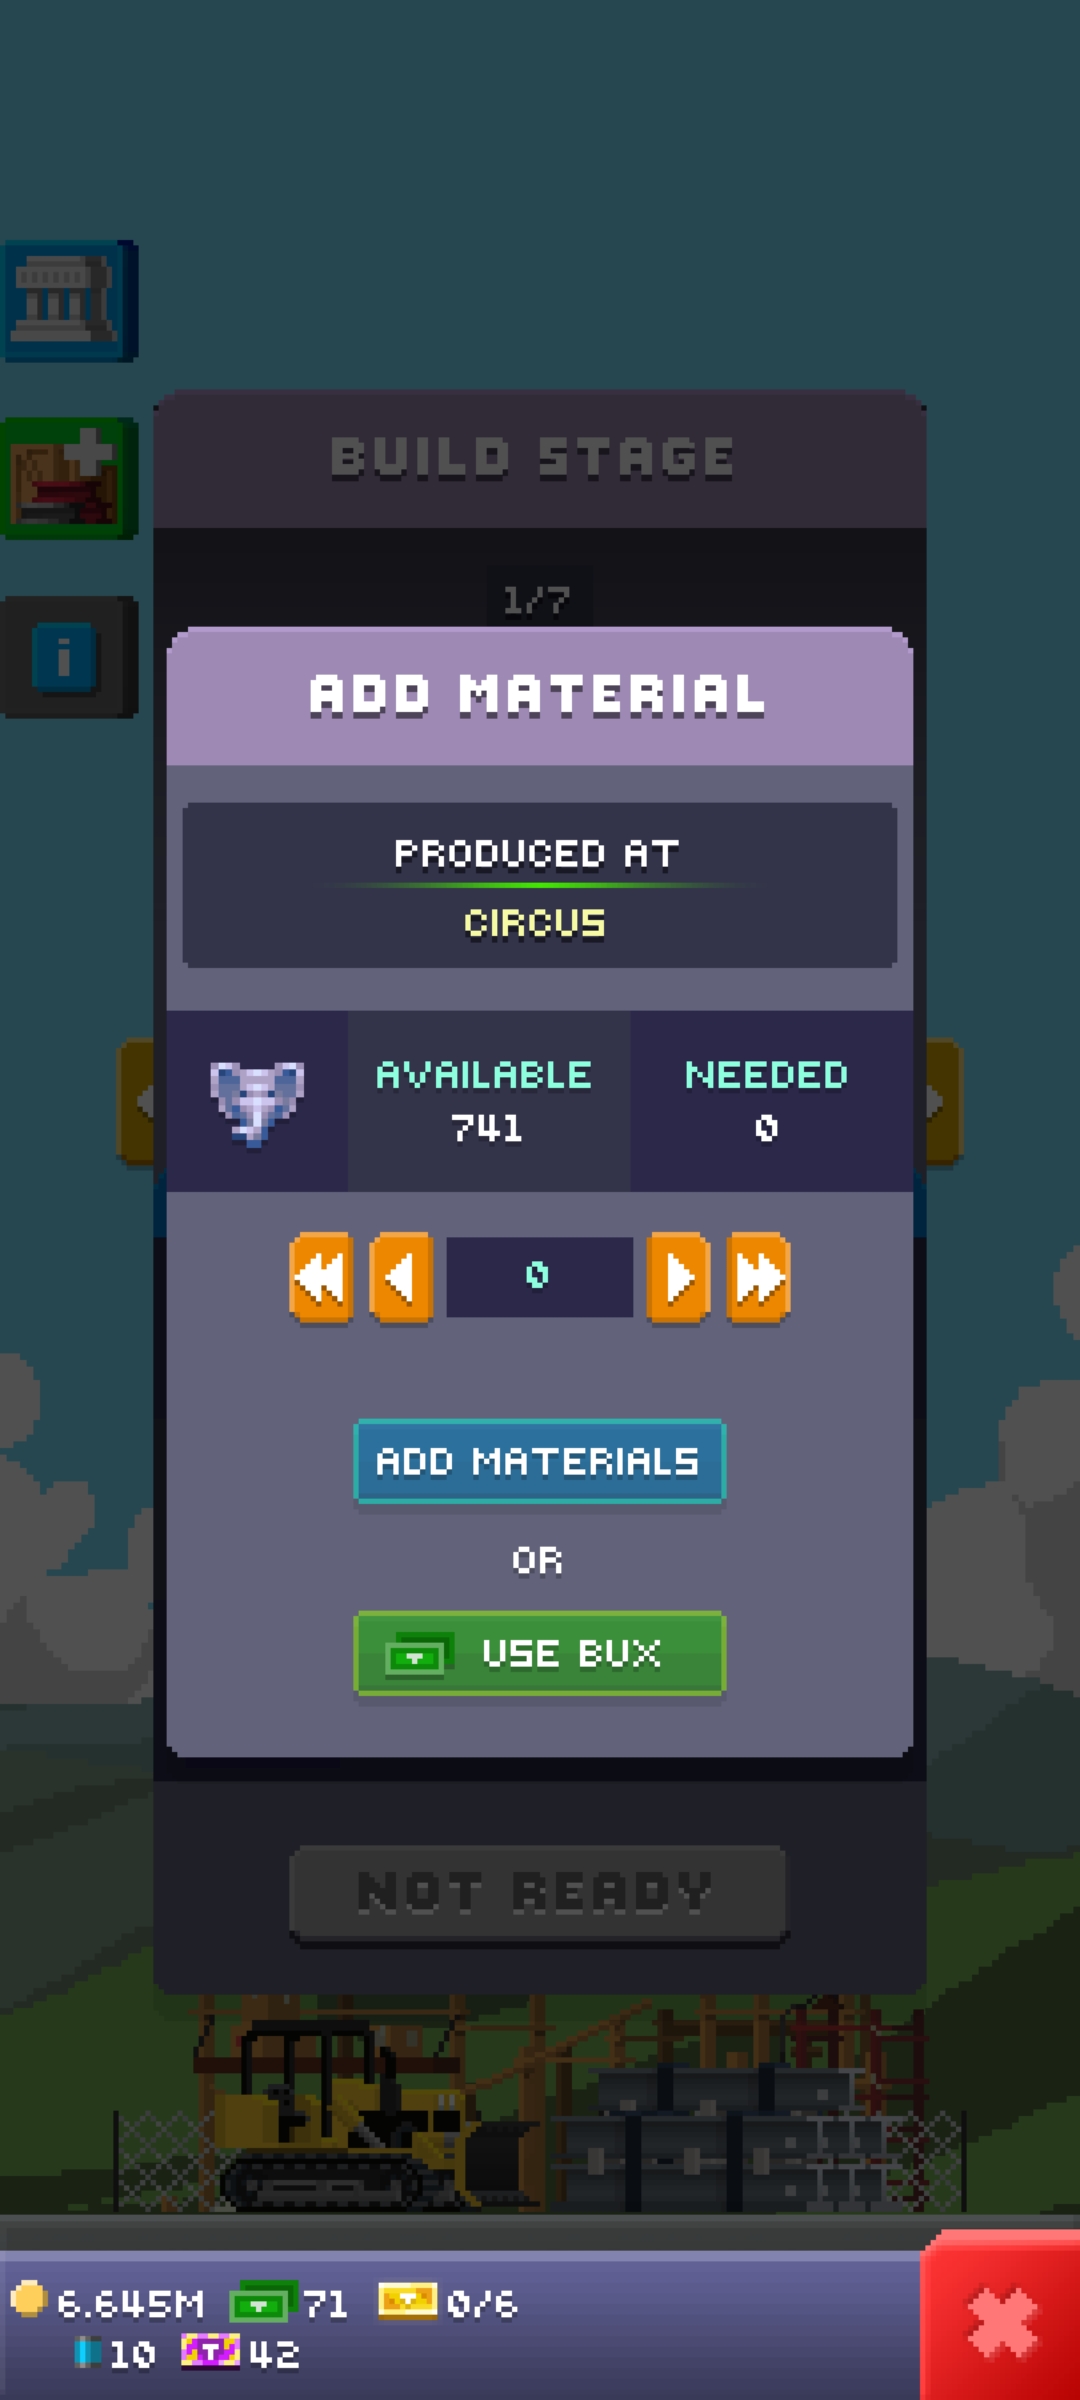 BUILD STAGE
1/7
ADD MATERIAL
PRODUCED AT
CIRCUS
AVAILABLE NEEDED
741 0
0
ADD MATERIALS
OR
USE BUX
NOT READY
6.645M 71 0/6
10 42